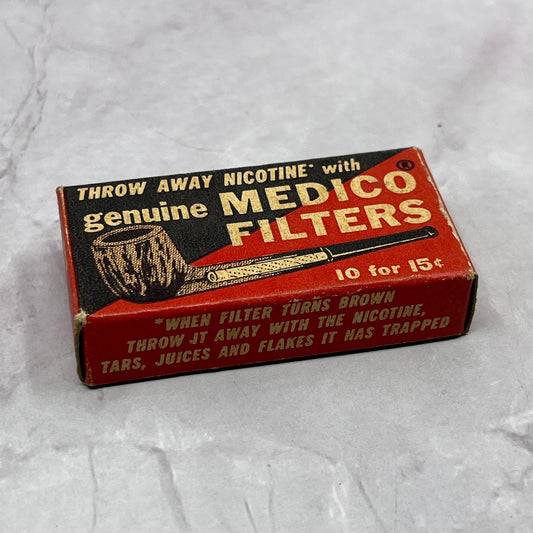 THROW AWAY NICOTINE* with
genuine MEDICO®
FILTERS
10 for 15¢
*WHEN FILTER TURNS BROWN
THROW IT AWAY WITH THE NICOTINE,
TARS, JUICES AND FLAKES IT HAS TRAPPED